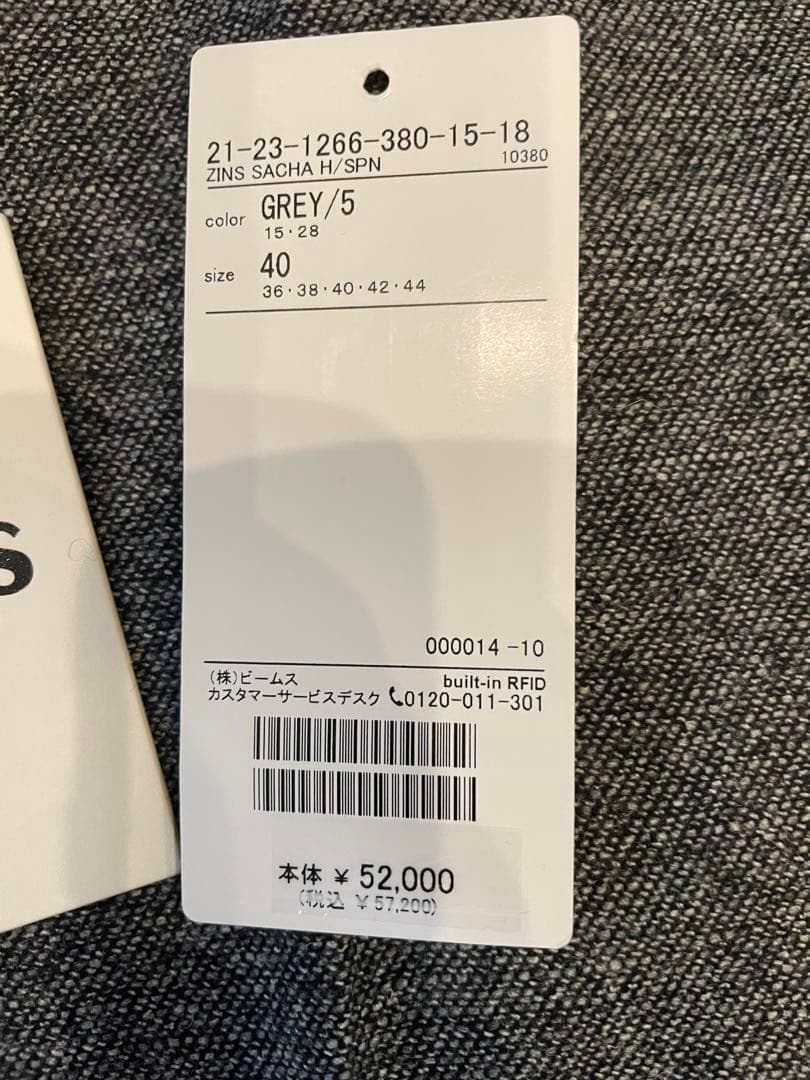 21-23-1266-380-15-18
ZINS SACHA H/SPN 10380
color GREY/5
15・28
size 40
36・38・40・42・44
S
000014 -10
(株)ビームス built-in RFID
カスタマーサービスデスク 0120-011-301
本体 ¥ 52,000
(税込 ¥57,200)